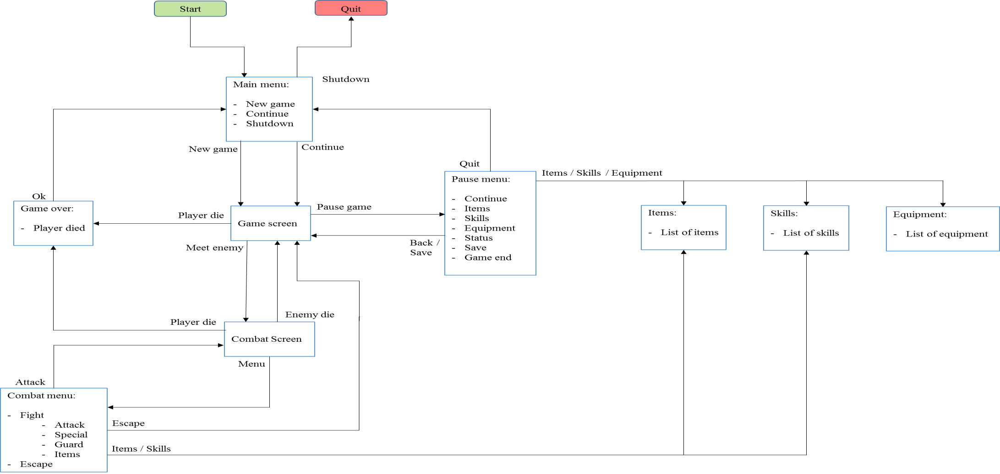 Start
Quit
Shutdown
Main menu:
- New game
- Continue
- Shutdown
New game
Continue
Quit
Pause menu:
- Continue
- Items
- Skills
- Equipment
- Status
- Save
- Game end
Items / Skills / Equipment
Ok
Game over:
- Player died
Player die
Game screen
Pause game
Back /
Save
Items:
- List of items
Skills:
- List of skills
Equipment:
- List of equipment
Meet enemy
Enemy die
Player die
Combat Screen
Menu
Attack
Combat menu:
- Fight
- Attack
- Special
- Guard
- Items
- Escape
Escape
Items / Skills